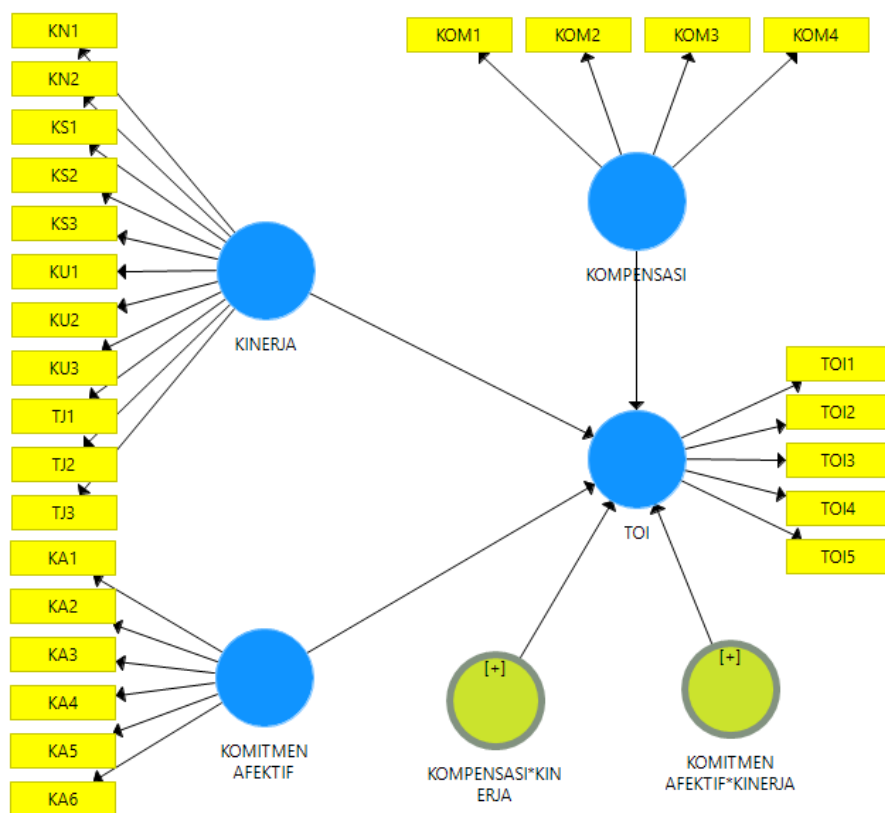 KN1
KN2
KS1
KS2
KS3
KU1
KU2
KU3
TJ1
TJ2
TJ3
KINERJA
KOM1
KOM2
KOM3
KOM4
KOMPENSASI
TOI1
TOI2
TOI3
TOI4
TOI5
TOI
KA1
KA2
KA3
KA4
KA5
KA6
KOMITMEN
AFEKTIF
[+]
KOMPENSASI*KIN
ERJA
[+]
KOMITMEN
AFEKTIF*KINERJA